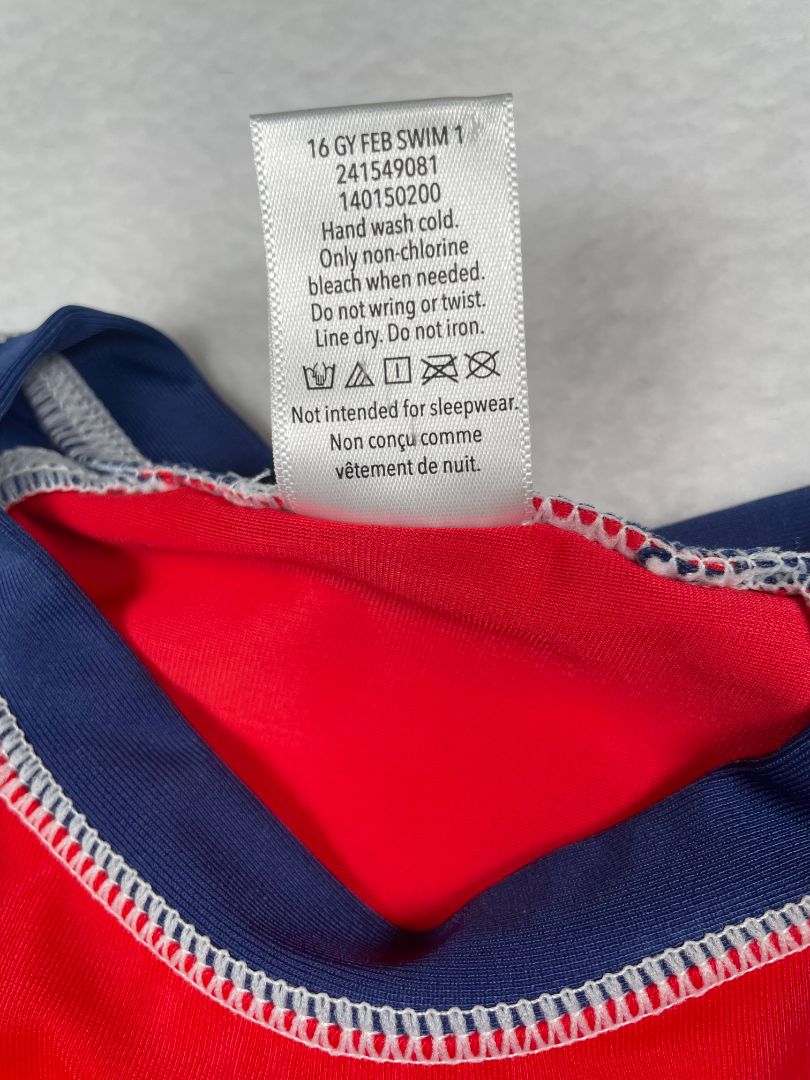 16 GY FEB SWIM 1
241549081
140150200
Hand wash cold.
Only non-chlorine
bleach when needed.
Do not wring or twist.
Line dry. Do not iron.
Not intended for sleepwear.
Non conçu comme
vêtement de nuit.